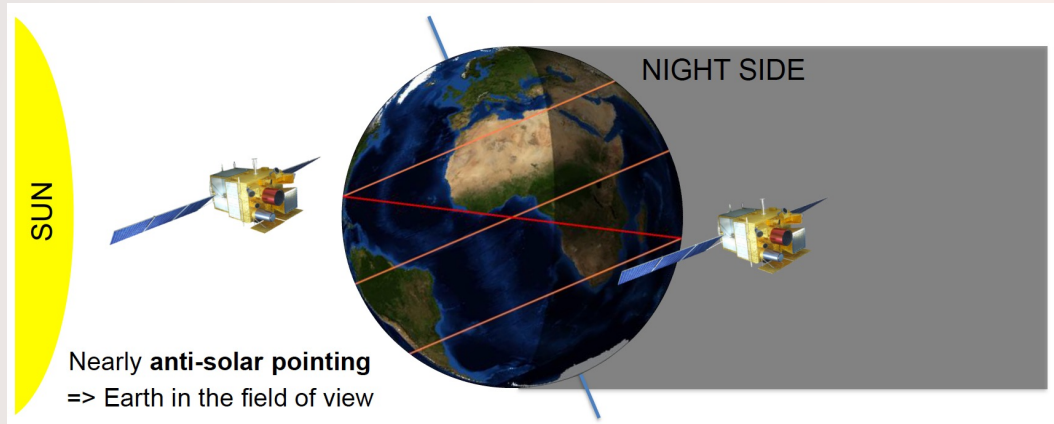 NIGHT SIDE
SUN
Nearly anti-solar pointing
=> Earth in the field of view